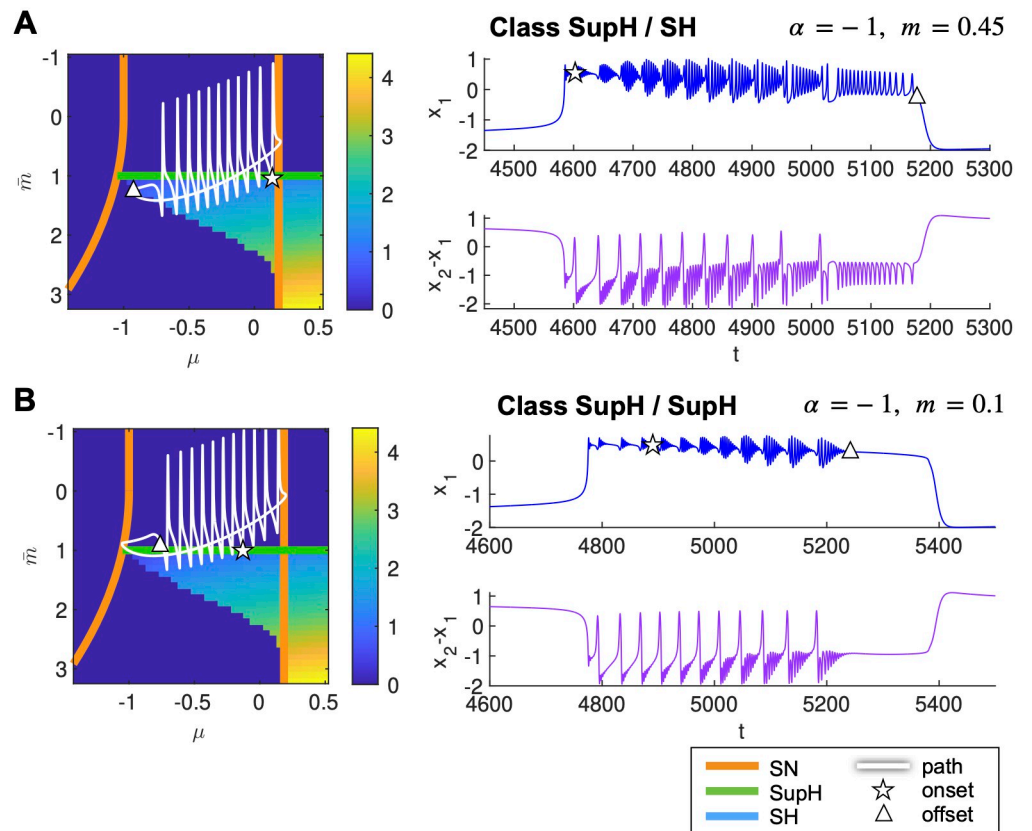 A
Class SupH / SH
α = − 1, m = 0.45
-1
0
1
2
3
m̃
-1
-0.5
0
0.5
μ
4
3
2
1
0
1
0
-1
-2
x1
4500 4600 4700 4800 4900 5000 5100 5200 5300
1
0
-1
-2
x2-x1
4500 4600 4700 4800 4900 5000 5100 5200 5300
t
B
Class SupH / SupH
α = − 1, m = 0.1
-1
0
1
2
3
m̃
-1
-0.5
0
0.5
μ
4
3
2
1
0
0
-1
-2
x1
4600 4800 5000 5200 5400
1
0
-1
-2
x2-x1
4600 4800 5000 5200 5400
t
SN
SupH
SH
path
onset
offset